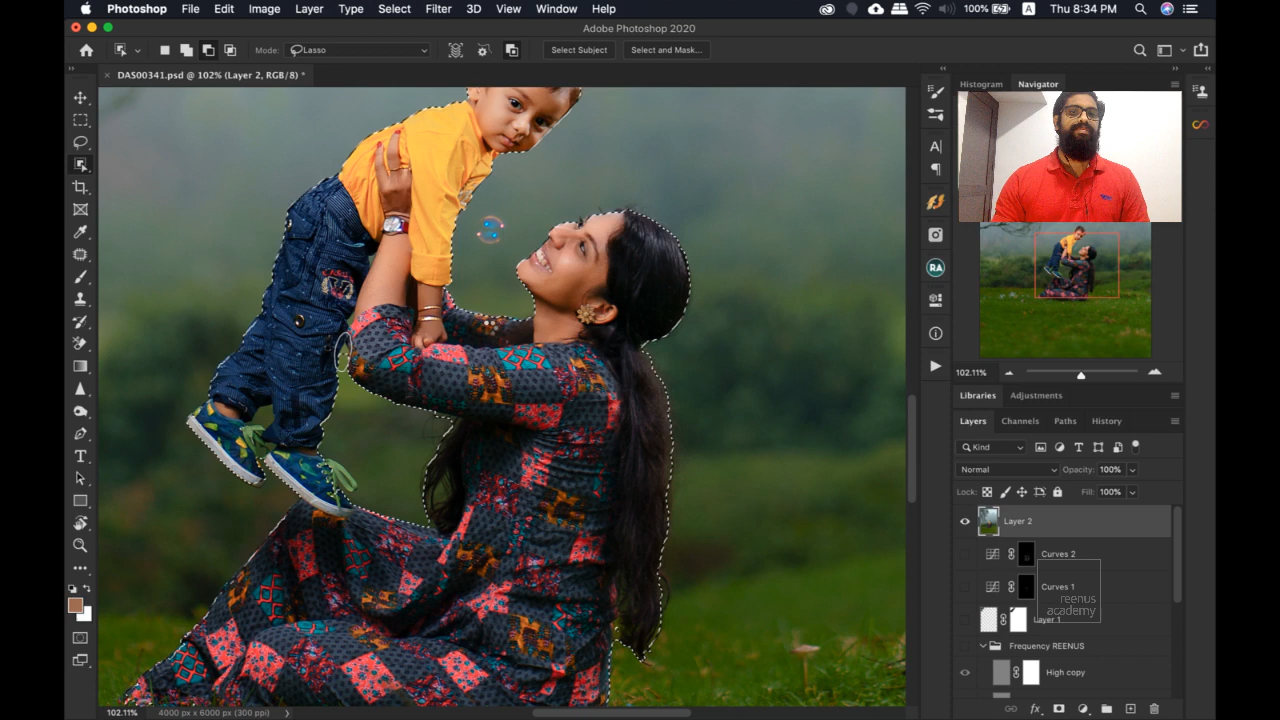 Photoshop File Edit Image Layer Type Select Filter 3D View Window Help 100% A Thu 8:34 PM
Adobe Photoshop 2020
Mode: Lasso Select Subject Select and Mask...
× DAS00341.psd @ 102% (Layer 2, RGB/8) *
Histogram Navigator
A|
RA
102.11%
Libraries Adjustments
Layers Channels Paths History
Kind
Normal Opacity: 100%
Lock: Fill: 100%
Layer 2
Curves 2
Curves 1
reenus
academy
Layer 1
Frequency REENUS
High copy
fx
T
102.11% 4000 px x 6000 px (300 ppi)